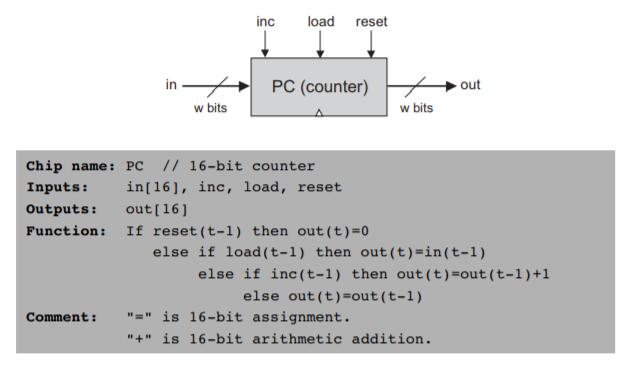 inc load reset
in PC (counter) out
w bits w bits
Chip name: PC // 16-bit counter
Inputs: in[16], inc, load, reset
Outputs: out[16]
Function: If reset(t-1) then out(t)=0
else if load(t-1) then out(t)=in(t-1)
else if inc(t-1) then out(t)=out(t-1)+1
else out(t)=out(t-1)
Comment: "=" is 16-bit assignment.
"+" is 16-bit arithmetic addition.